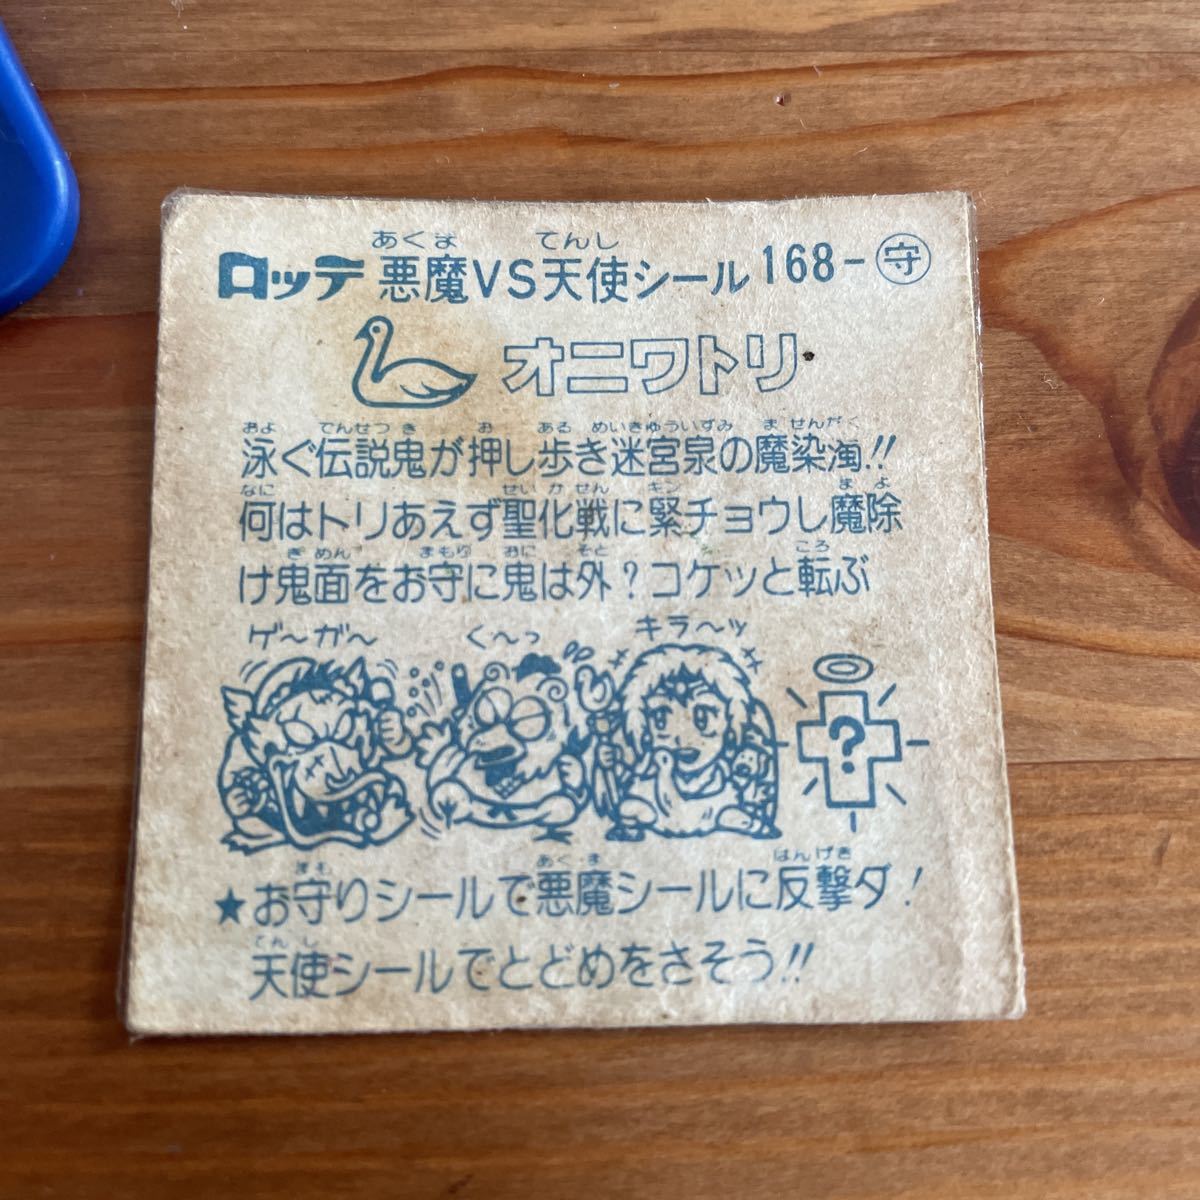 あくま てんし
ロッテ 悪魔VS天使シール 168-守
オニワトリ
およ でんせつ き お ある めいきゅういずみ ま せんだく
泳ぐ伝説鬼が押し歩き迷宮泉の魔染濁!!
なに せい か せん キン ま よ
何はトリあえず聖化戦に緊チョウし魔除
き めん まもり おに そと ころ
け鬼面をお守に鬼は外?コケッと転ぶ
ゲ〜ガ〜 く〜っ キラ〜ッ
?
まも あく ま はんげき
★お守りシールで悪魔シールに反撃ダ!
てん し
天使シールでとどめをさそう!!